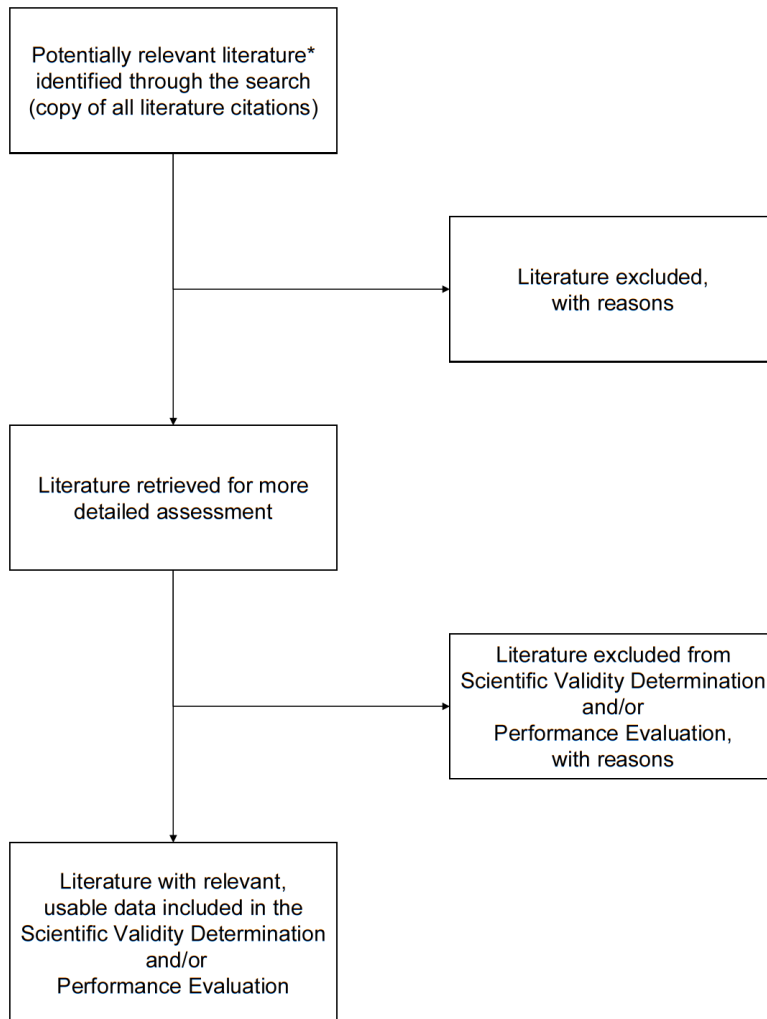 Potentially relevant literature*
identified through the search
(copy of all literature citations)
Literature excluded,
with reasons
Literature retrieved for more
detailed assessment
Literature excluded from
Scientific Validity Determination
and/or
Performance Evaluation,
with reasons
Literature with relevant,
usable data included in the
Scientific Validity Determination
and/or
Performance Evaluation